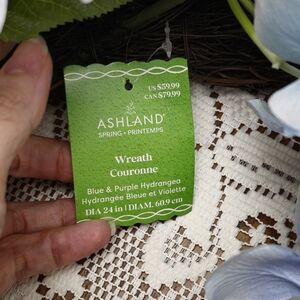 US $59.99
CAN $79.99
ASHLAND
SPRING • PRINTEMPS
Wreath
Couronne
Blue & Purple Hydrangea
Hydrangée Bleue et Violette
DIA 24 in | DIAM. 60.9 cm